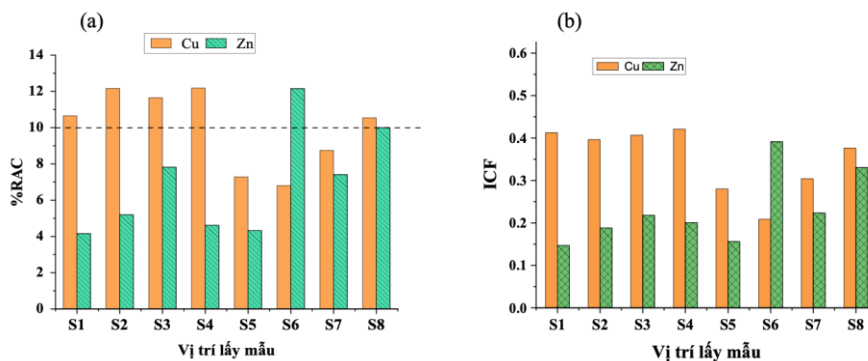 (a)
Cu Zn
14
12
10
8
6
4
2
0
%RAC
S1 S2 S3 S4 S5 S6 S7 S8
Vị trí lấy mẫu
(b)
Cu Zn
0.6
0.5
0.4
0.3
0.2
0.1
0.0
ICF
S1 S2 S3 S4 S5 S6 S7 S8
Vị trí lấy mẫu